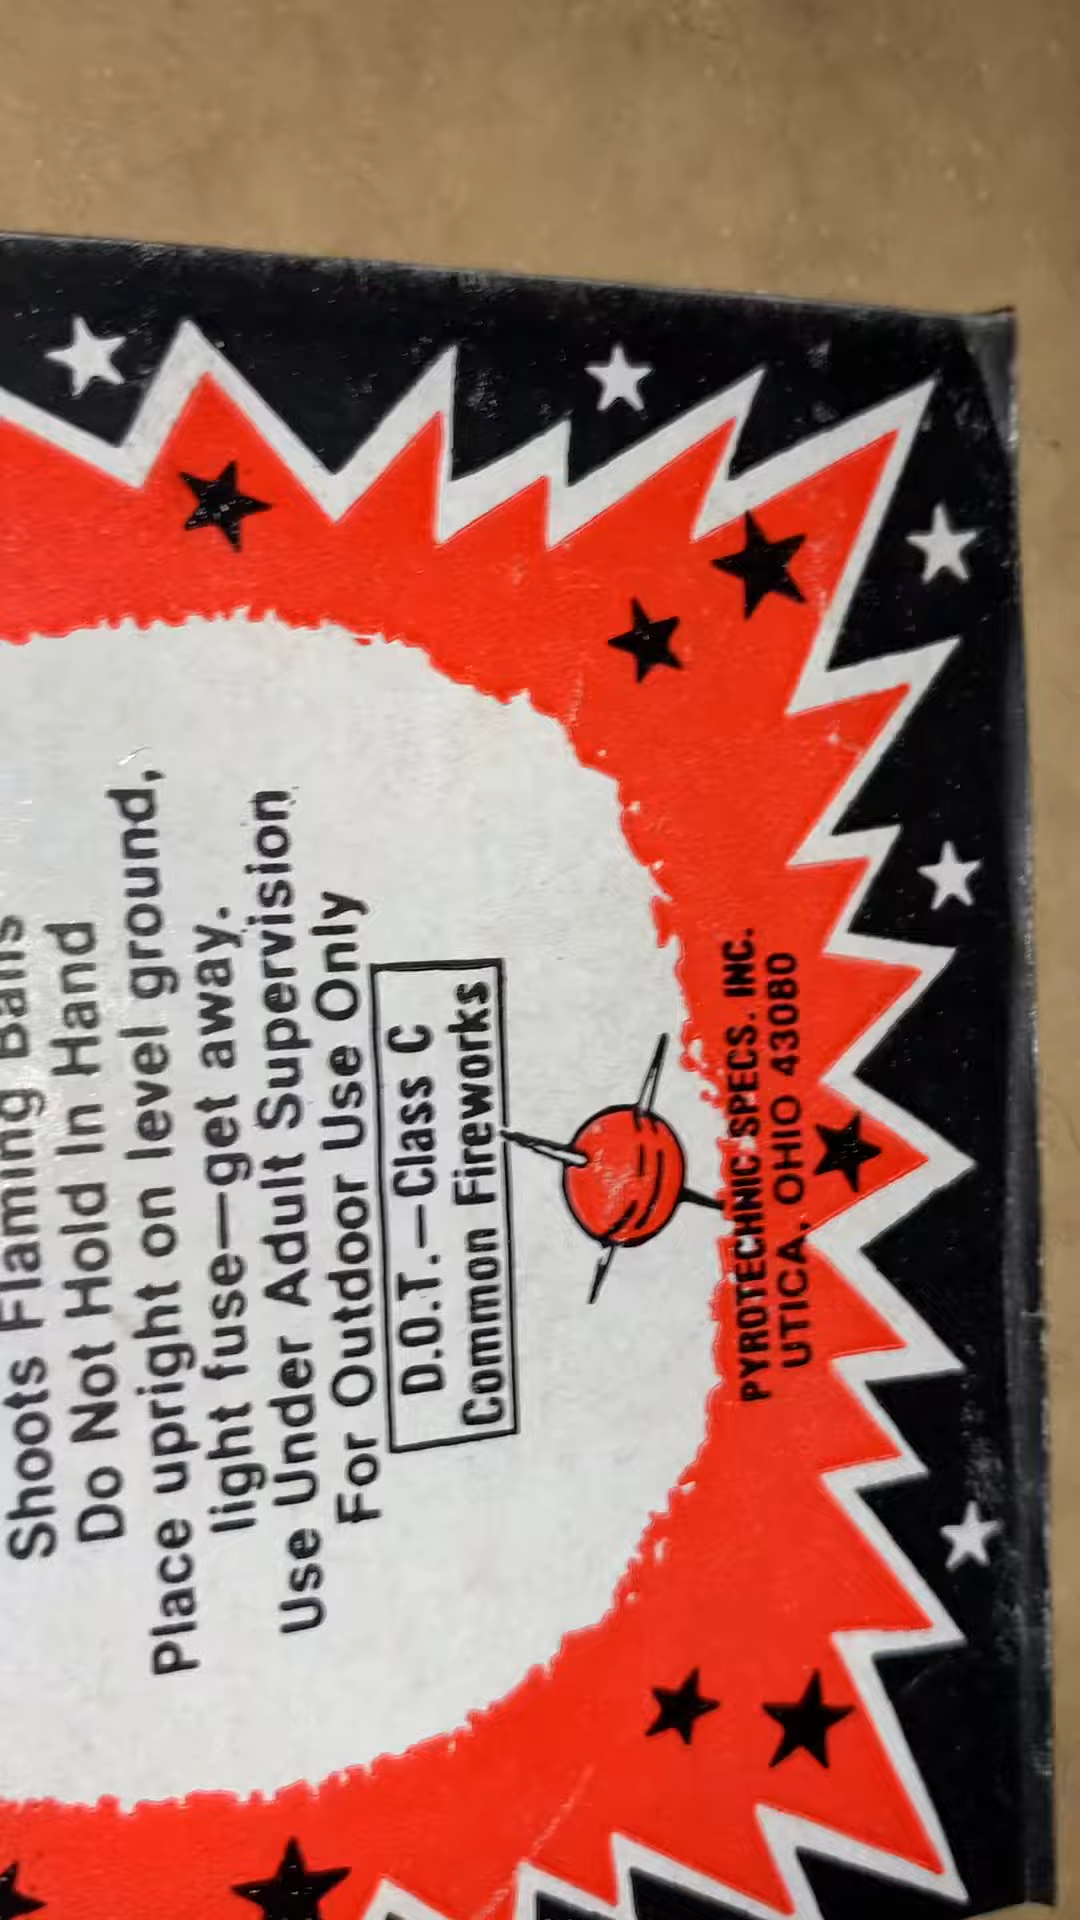 Shoots Flaming Balls
Do Not Hold In Hand
Place upright on level ground,
light fuse—get away.
Use Under Adult Supervision
For Outdoor Use Only
D.O.T.—Class C
Common Fireworks
PYROTECHNIC SPECS. INC.
UTICA, OHIO 43080